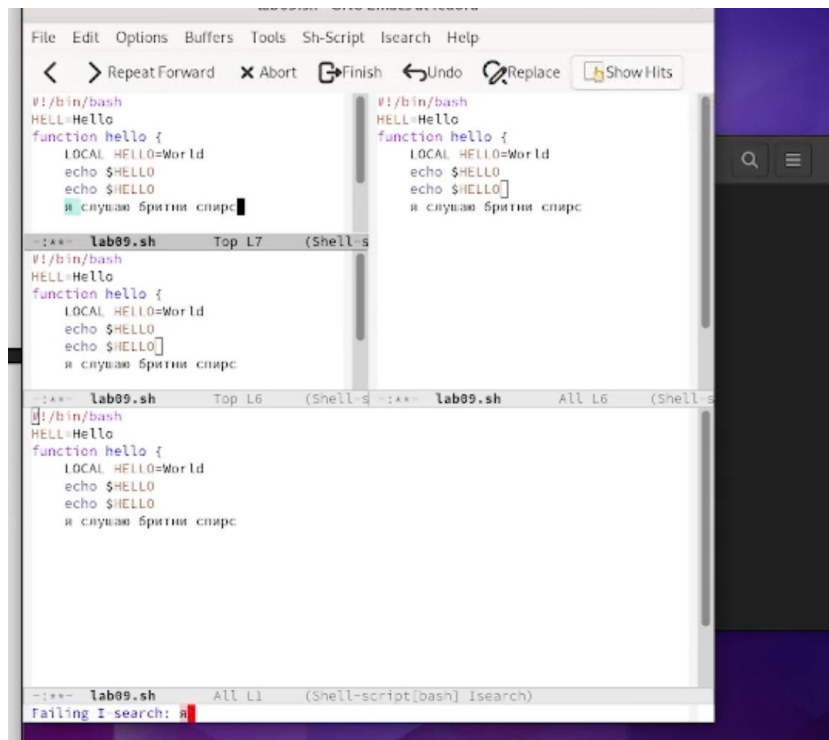 File Edit Options Buffers Tools Sh-Script Isearch Help
Repeat Forward Abort Finish Undo Replace Show Hits
#!/bin/bash
HELL=Hello
function hello {
LOCAL HELLO=World
echo $HELLO
echo $HELLO
я слушаю бритни спирс
-:**- lab09.sh Top L7 (Shell-s
#!/bin/bash
HELL=Hello
function hello {
LOCAL HELLO=World
echo $HELLO
echo $HELLO
я слушаю бритни спирс
-:**- lab09.sh Top L6 (Shell-s
#!/bin/bash
HELL=Hello
function hello {
LOCAL HELLO=World
echo $HELLO
echo $HELLO
я слушаю бритни спирс
-:**- lab09.sh All L6 (Shell-s
#!/bin/bash
HELL=Hello
function hello {
LOCAL HELLO=World
echo $HELLO
echo $HELLO
я слушаю бритни спирс
-:**- lab09.sh All L1 (Shell-script[bash] Isearch)
Failing I-search: я